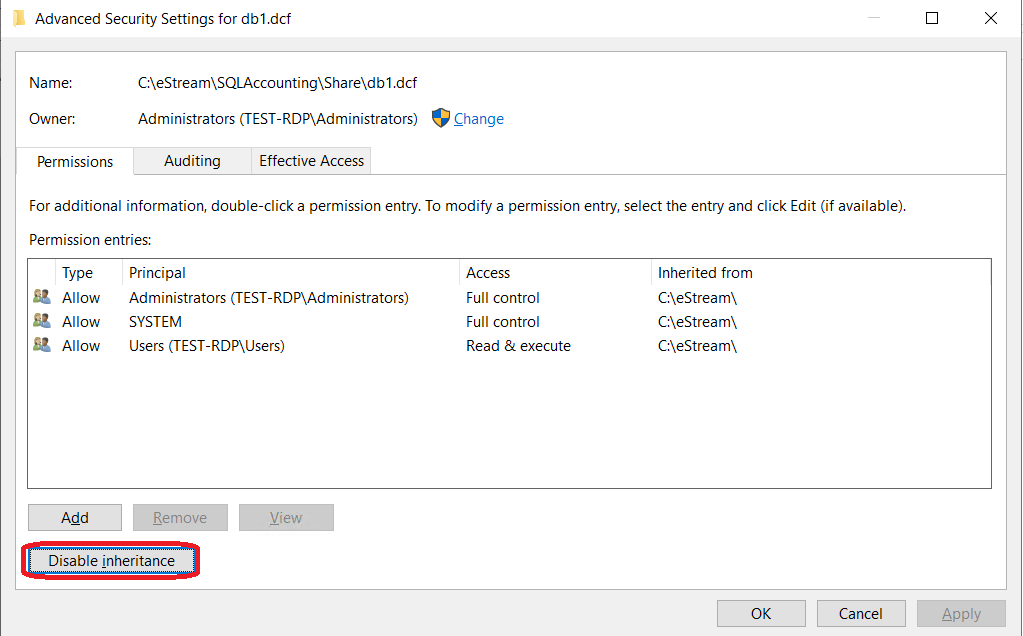 Advanced Security Settings for db1.dcf
Name: C:\eStream\SQLAccounting\Share\db1.dcf
Owner: Administrators (TEST-RDP\Administrators) Change
Permissions Auditing Effective Access
For additional information, double-click a permission entry. To modify a permission entry, select the entry and click Edit (if available).
Permission entries:
Type Principal Access Inherited from
Allow Administrators (TEST-RDP\Administrators) Full control C:\eStream\
Allow SYSTEM Full control C:\eStream\
Allow Users (TEST-RDP\Users) Read & execute C:\eStream\
Add Remove View
Disable inheritance
OK Cancel Apply